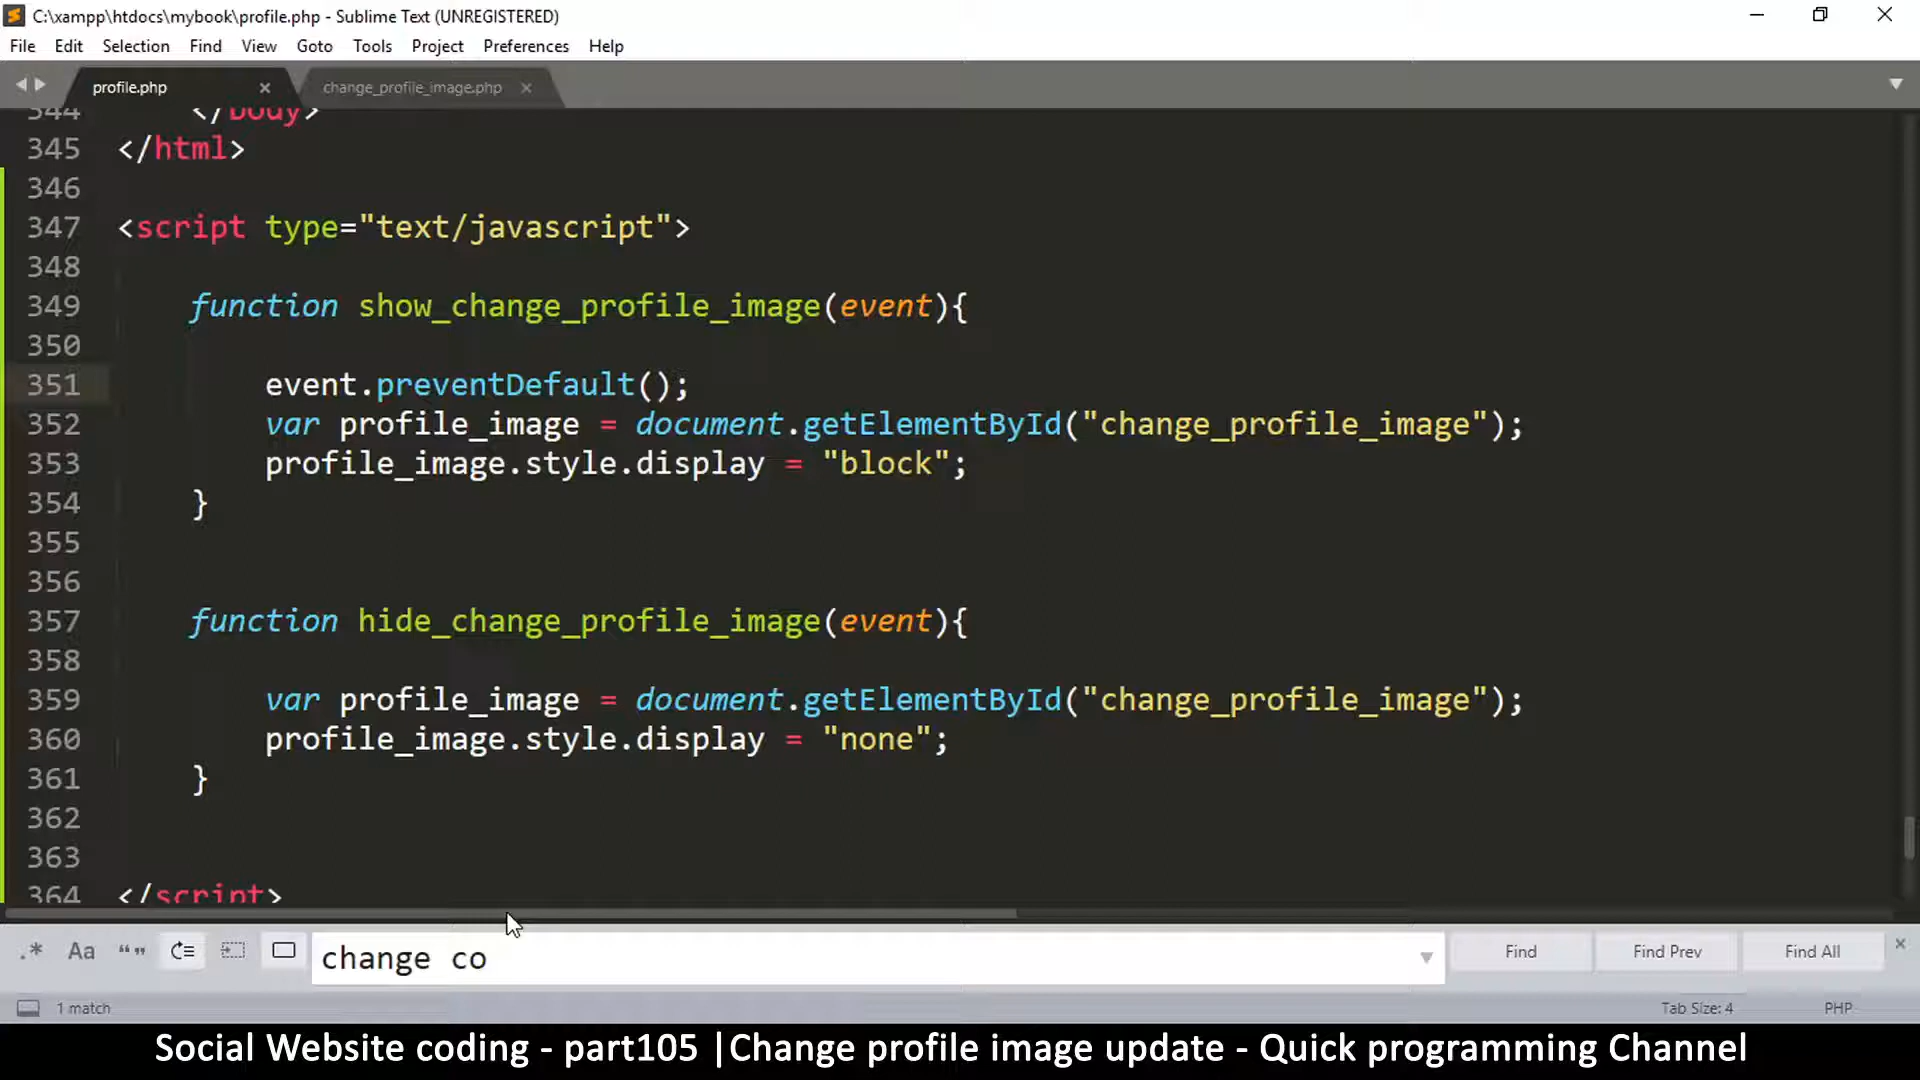 C:\xampp\htdocs\mybook\profile.php - Sublime Text (UNREGISTERED)
File Edit Selection Find View Goto Tools Project Preferences Help
profile.php change_profile_image.php
344 </body>
345 </html>
346
347 <script type="text/javascript">
348
349 function show_change_profile_image(event){
350
351 event.preventDefault();
352 var profile_image = document.getElementById("change_profile_image");
353 profile_image.style.display = "block";
354 }
355
356
357 function hide_change_profile_image(event){
358
359 var profile_image = document.getElementById("change_profile_image");
360 profile_image.style.display = "none";
361 }
362
363
364 </script>
.* Aa “” change co Find Find Prev Find All
1 match Tab Size: 4 PHP
Social Website coding - part105 |Change profile image update - Quick programming Channel